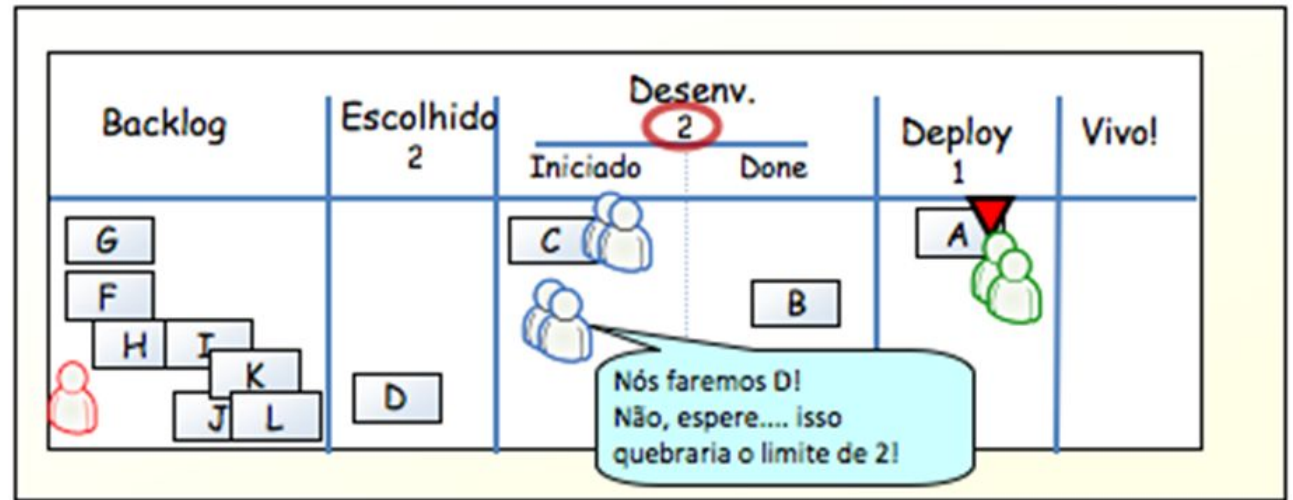 Desenv.
Backlog
Escolhido
2
2
Deploy
1
Vivo!
Iniciado
Done
G
F
H
I
K
J
L
D
C
B
A
Nós faremos D!
Não, espere.... isso
quebraria o limite de 2!